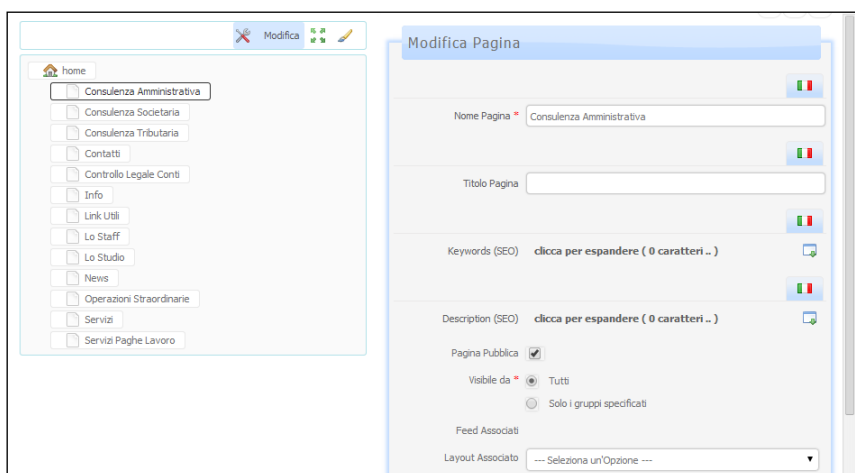 Modifica
home
Consulenza Amministrativa
Consulenza Societaria
Consulenza Tributaria
Contatti
Controllo Legale Conti
Info
Link Utili
Lo Staff
Lo Studio
News
Operazioni Straordinarie
Servizi
Servizi Paghe Lavoro
Modifica Pagina
Nome Pagina * Consulenza Amministrativa
Titolo Pagina
Keywords (SEO) clicca per espandere ( 0 caratteri .. )
Description (SEO) clicca per espandere ( 0 caratteri .. )
Pagina Pubblica
Visibile da * Tutti
Solo i gruppi specificati
Feed Associati
Layout Associato --- Seleziona un'Opzione ---